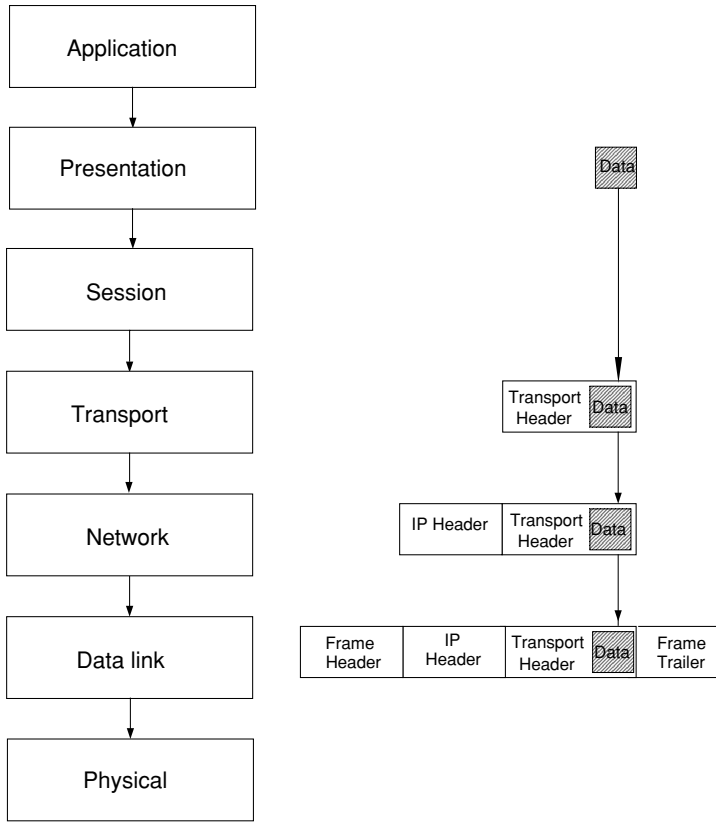 Application
Presentation
Data
Session
Transport
Transport
Header
Data
Network
IP Header
Transport
Header
Data
Data link
Frame
Header
IP
Header
Transport
Header
Data
Frame
Trailer
Physical